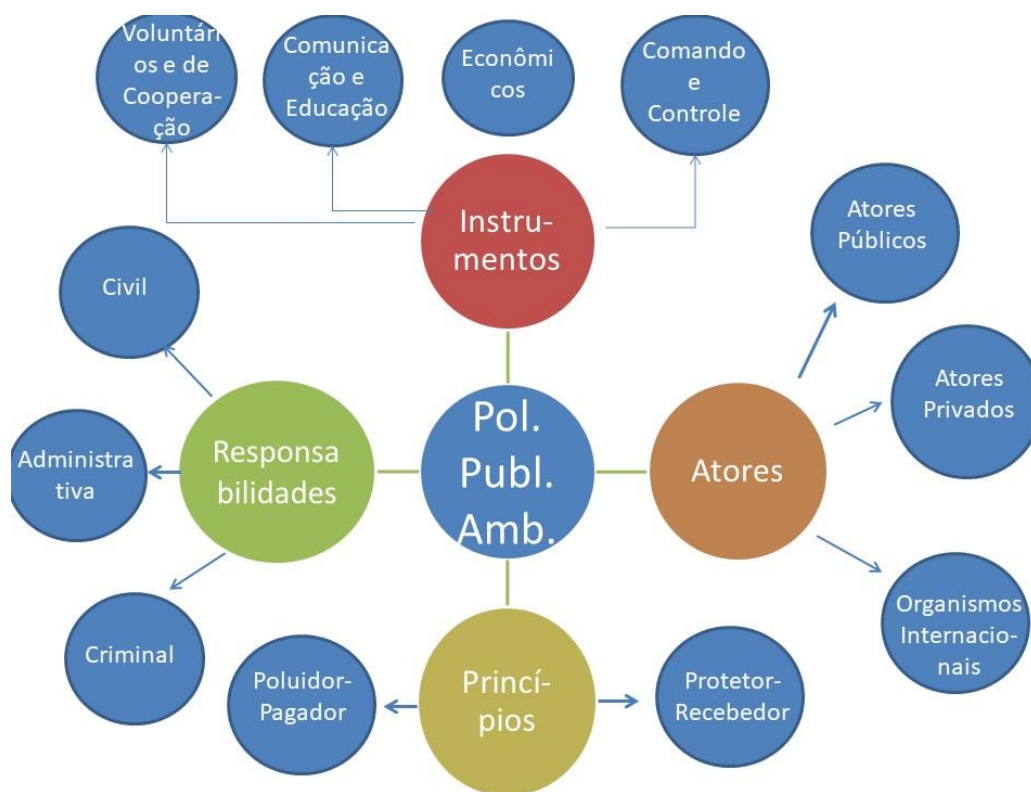 Voluntári
os e de
Coopera-
ção
Comunica
ção e
Educação
Econômi
cos
Comando
e
Controle
Instru-
mentos
Atores
Públicos
Civil
Atores
Privados
Responsa
bilidades
Pol.
Publ.
Amb.
Atores
Administra
tiva
Organismos
Internacio-
nais
Criminal
Poluidor-
Pagador
Princí-
pios
Protetor-
Recebedor